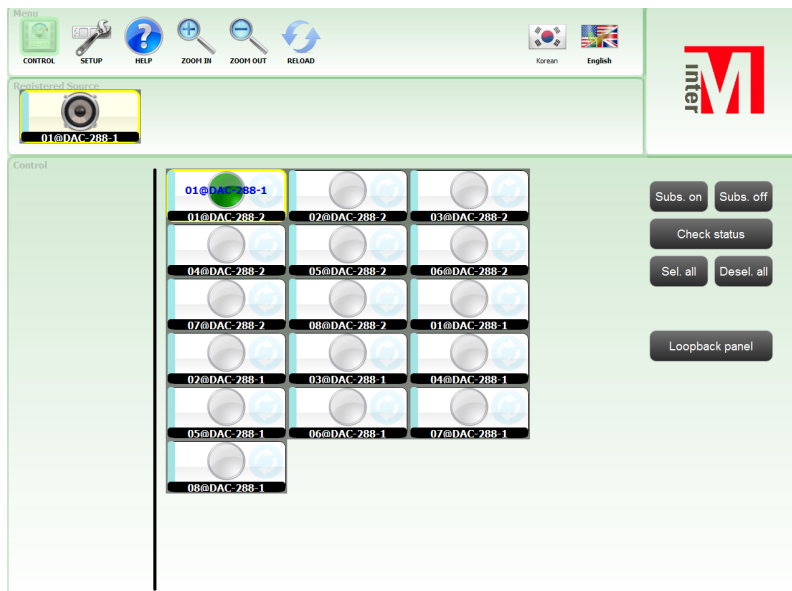 Menu
CONTROL SETUP HELP ZOOM IN ZOOM OUT RELOAD Korean English
Inter M
Registered Source
01@DAC-288-1
Control
01@DAC-288-1
01@DAC-288-2 02@DAC-288-2 03@DAC-288-2
04@DAC-288-2 05@DAC-288-2 06@DAC-288-2
07@DAC-288-2 08@DAC-288-2 01@DAC-288-1
02@DAC-288-1 03@DAC-288-1 04@DAC-288-1
05@DAC-288-1 06@DAC-288-1 07@DAC-288-1
08@DAC-288-1
Subs. on Subs. off
Check status
Sel. all Desel. all
Loopback panel